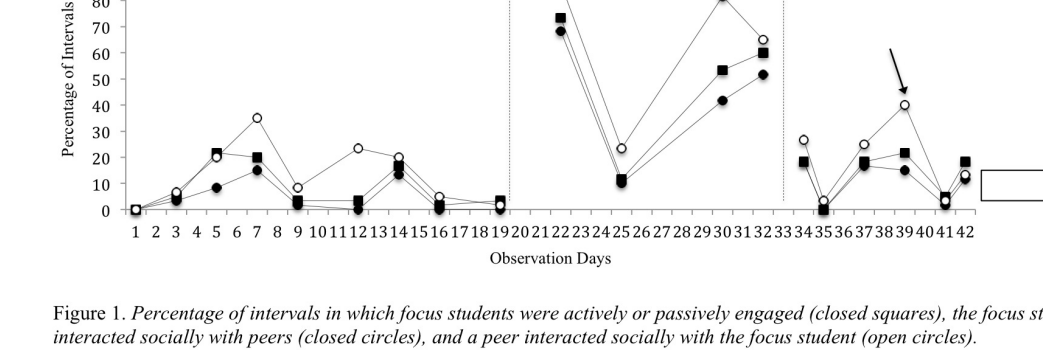 80
70
60
50
40
30
20
10
0
Percentage of Intervals
1 2 3 4 5 6 7 8 9 10 11 12 13 14 15 16 17 18 19 20 21 22 23 24 25 26 27 28 29 30 31 32 33 34 35 36 37 38 39 40 41 42
Observation Days
Figure 1. Percentage of intervals in which focus students were actively or passively engaged (closed squares), the focus
interacted socially with peers (closed circles), and a peer interacted socially with the focus student (open circles).